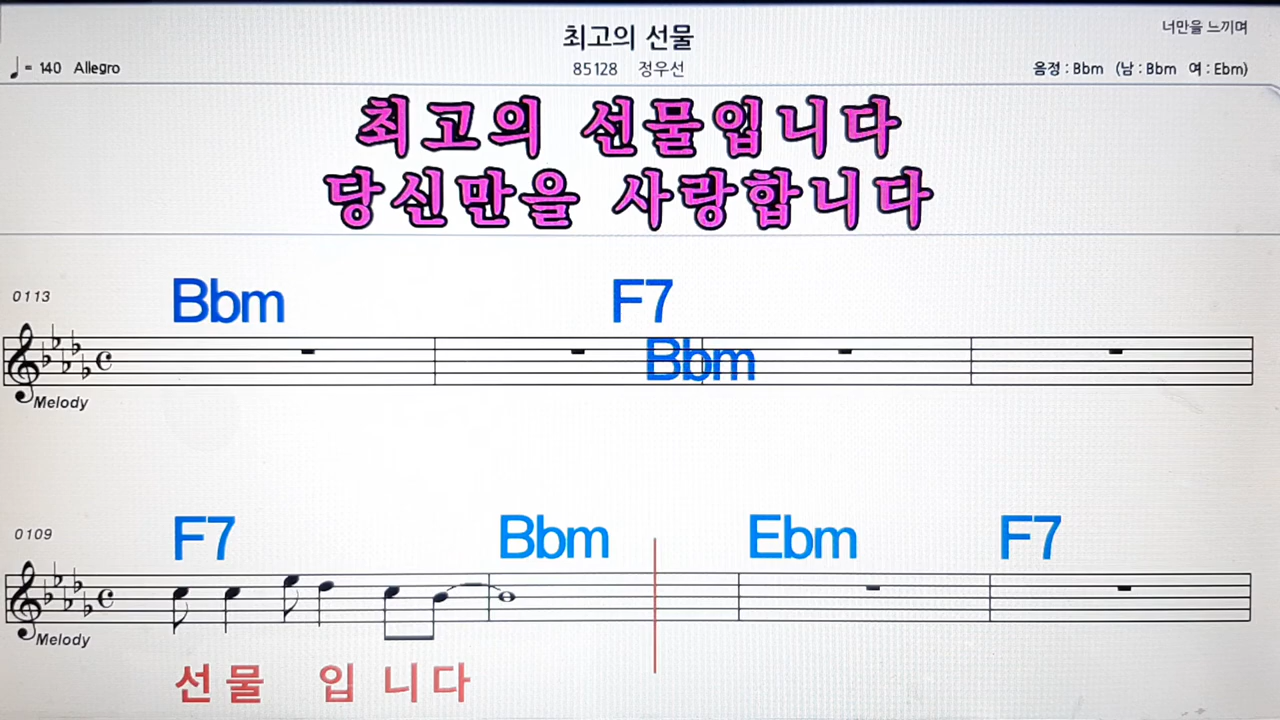 최고의 선물
너만을 느끼며
♩= 140 Allegro
85128 정우선
음정 : Bbm (남 : Bbm 여 : Ebm)
최고의 선물입니다
당신만을 사랑합니다
0113
Bbm F7
Bbm
Melody
0109
F7 Bbm Ebm F7
Melody
선물 입니다